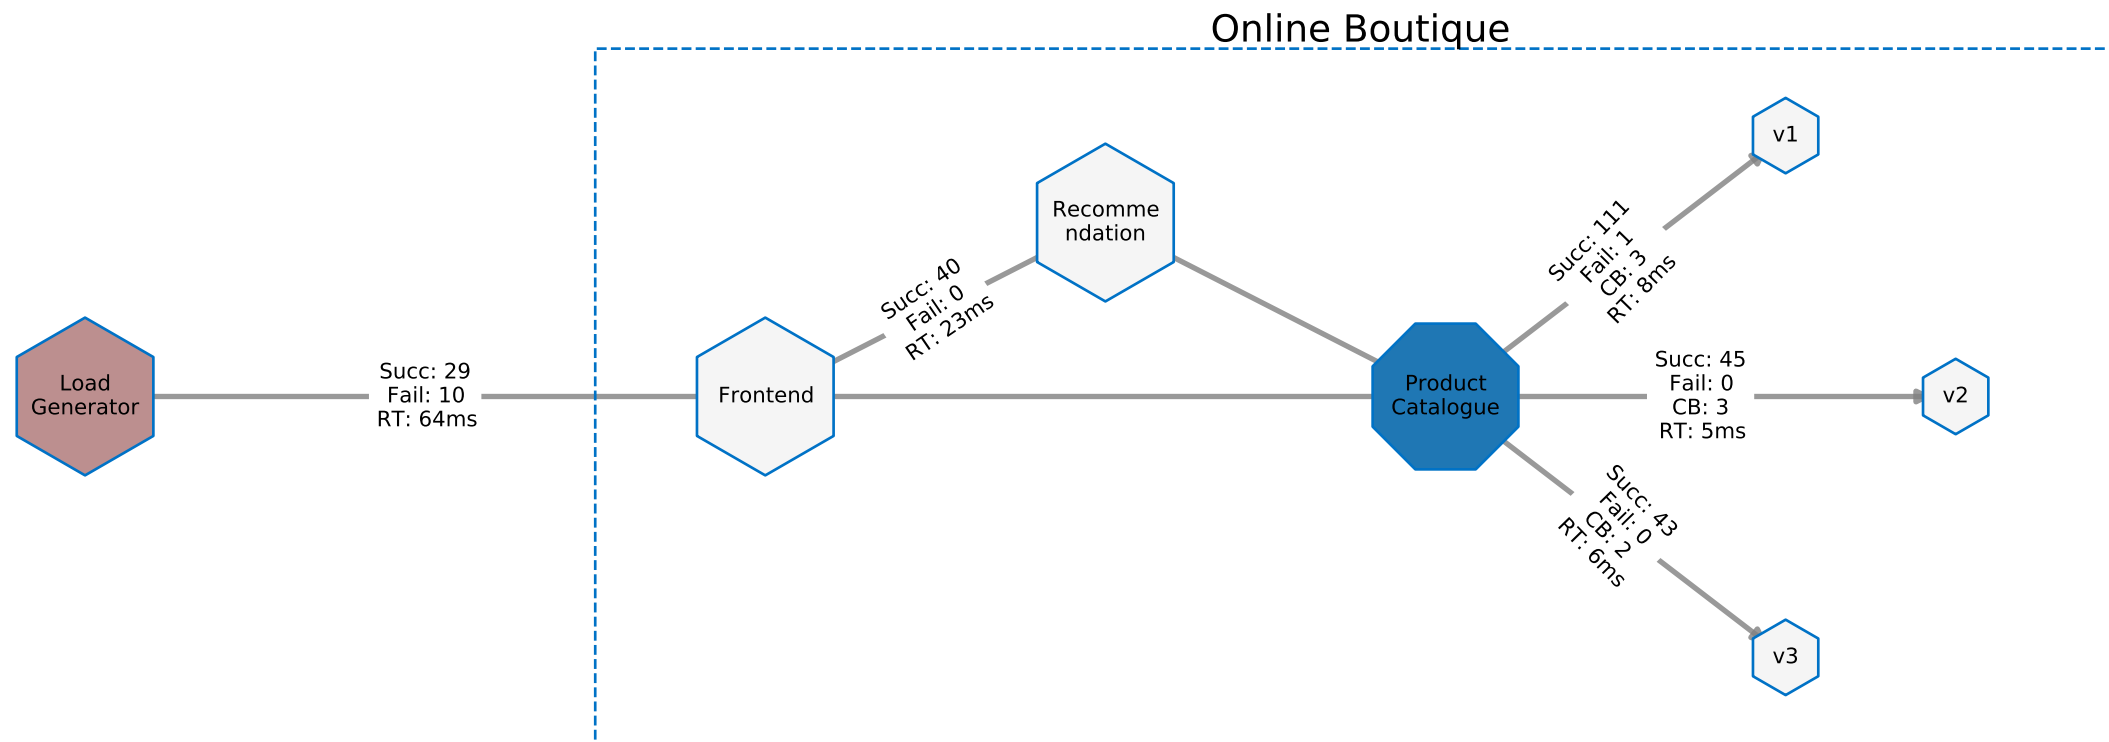 Online Boutique
Load
Generator
Succ: 29
Fail: 10
RT: 64ms
Frontend
Succ: 40
Fail: 0
RT: 23ms
Recomme
ndation
Product
Catalogue
Succ: 111
Fail: 1
CB: 3
RT: 8ms
v1
Succ: 45
Fail: 0
CB: 3
RT: 5ms
v2
Succ: 43
Fail: 0
CB: 2
RT: 6ms
v3